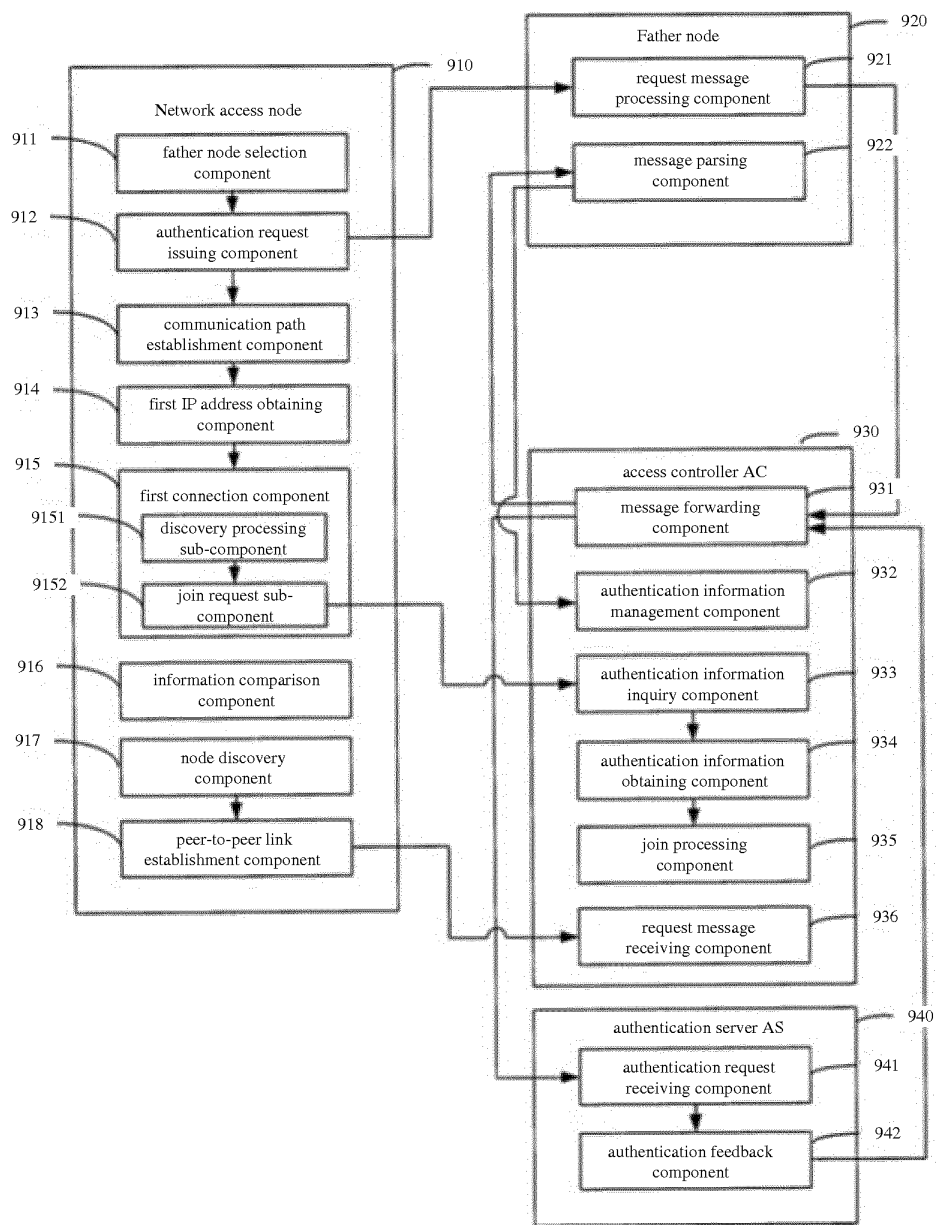 910
Network access node
911
father node selection
component
912
authentication request
issuing component
913
communication path
establishment component
914
first IP address obtaining
component
915
first connection component
9151
discovery processing
sub-component
9152
join request sub-
component
916
information comparison
component
917
node discovery
component
918
peer-to-peer link
establishment component
920
Father node
921
request message
processing component
922
message parsing
component
930
access controller AC
931
message forwarding
component
932
authentication information
management component
933
authentication information
inquiry component
934
authentication information
obtaining component
935
join processing
component
936
request message
receiving component
940
authentication server AS
941
authentication request
receiving component
942
authentication feedback
component